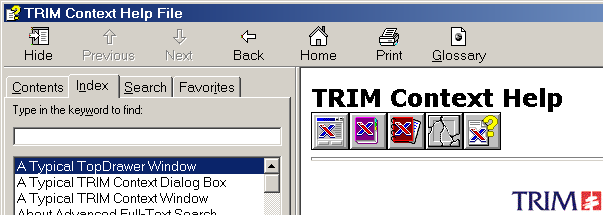 TRIM Context Help File
Hide Previous Next Back Home Print Glossary
Contents Index Search Favorites
Type in the keyword to find:
A Typical TopDrawer Window
A Typical TRIM Context Dialog Box
A Typical TRIM Context Window
About Advanced Full-Text Search
TRIM Context Help
TRIM